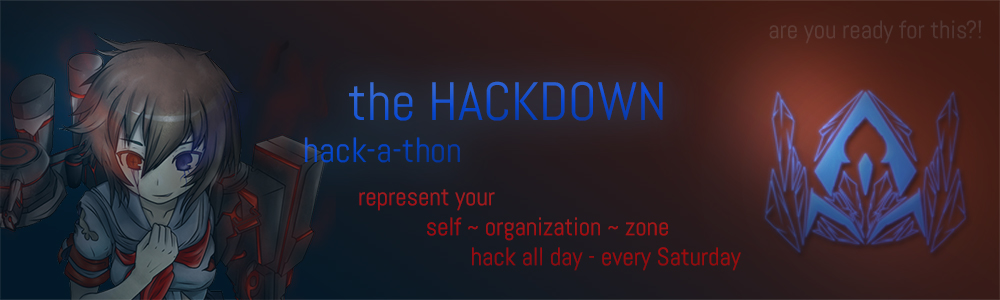 are you ready for this?!
the HACKDOWN
hack-a-thon
represent your
self ~ organization ~ zone
hack all day - every Saturday